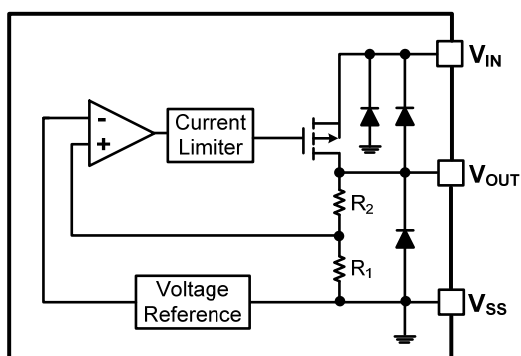 V_IN
-
+
Current
Limiter
V_OUT
R_2
R_1
Voltage
Reference
V_SS